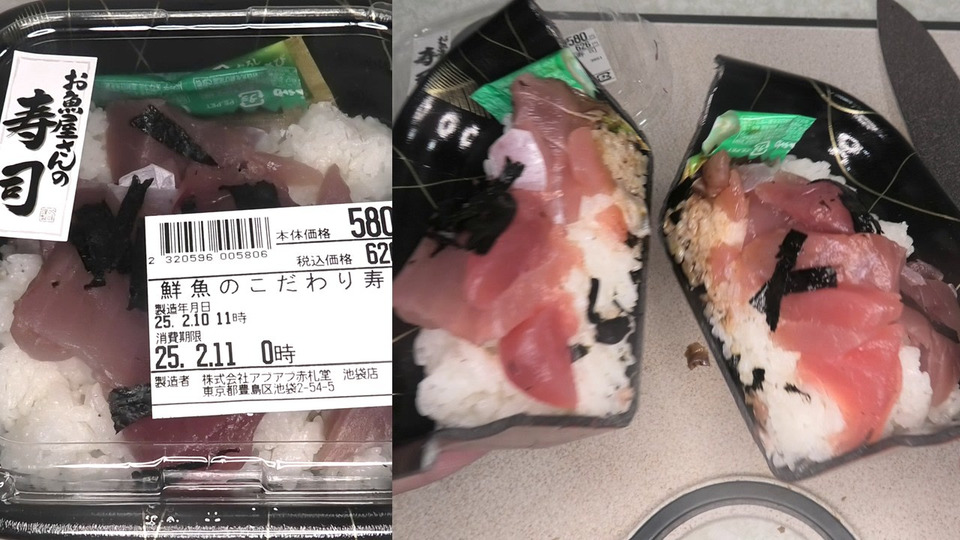 お魚屋さんの
寿司
本体価格 580
2 320596 005806
税込価格 62
鮮魚のこだわり寿
製造年月日
25. 2.10 11時
消費期限
25. 2.11 0時
製造者 株式会社アブアブ赤札堂 池袋店
東京都豊島区池袋2-54-5
580
626